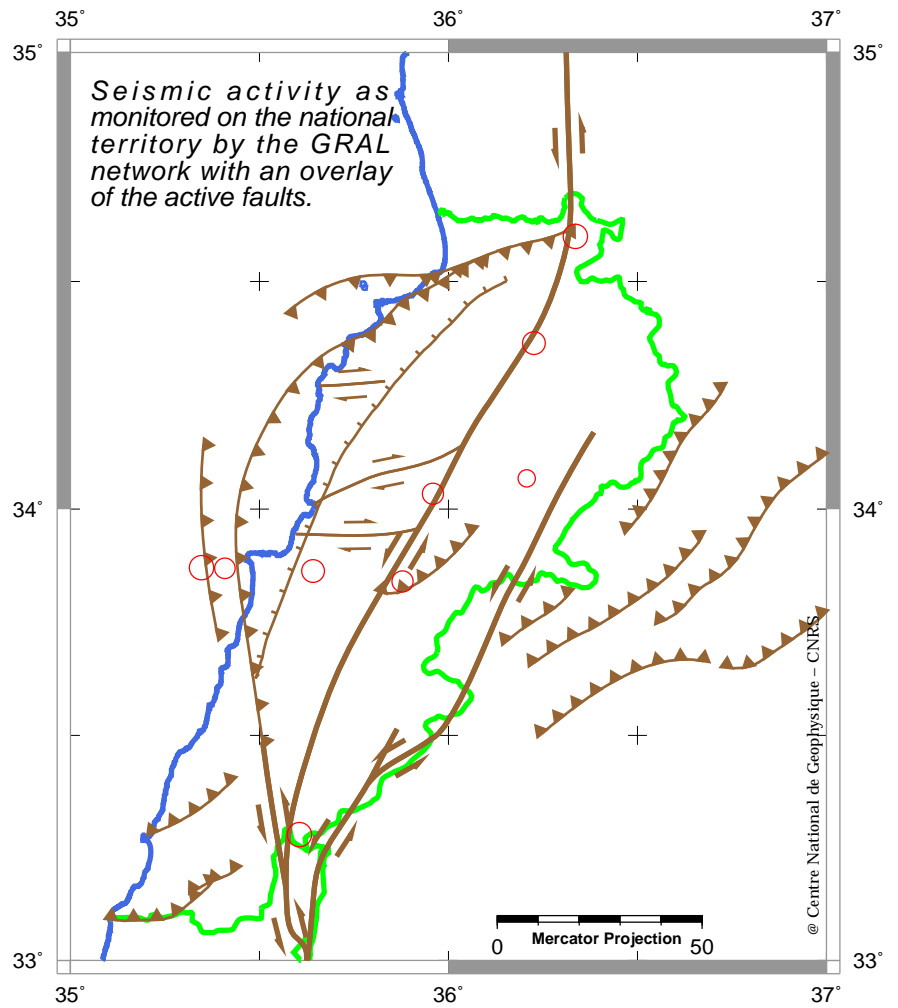 35° 36° 37°
35° 35°
Seismic activity as
monitored on the national
territory by the GRAL
network with an overlay
of the active faults.
34° 34°
@ Centre National de Geophysique – CNRS
Mercator Projection
0 50
33° 33°
35° 36° 37°